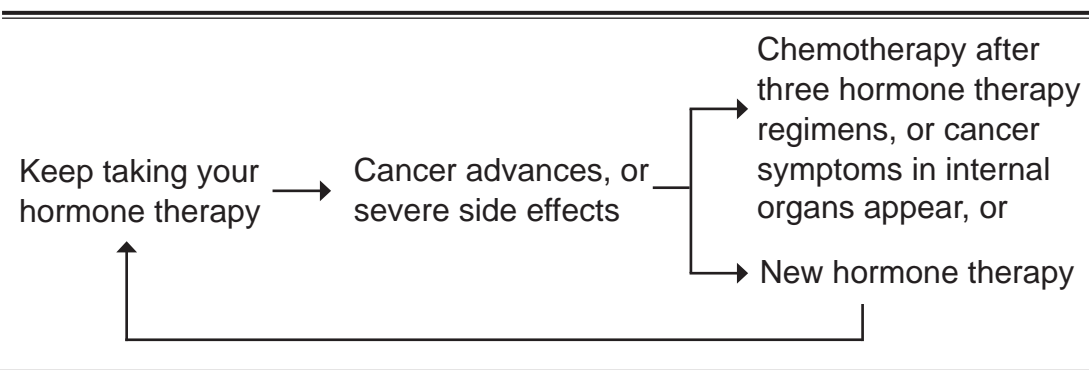 Keep taking your
hormone therapy
Cancer advances, or
severe side effects
Chemotherapy after
three hormone therapy
regimens, or cancer
symptoms in internal
organs appear, or
New hormone therapy